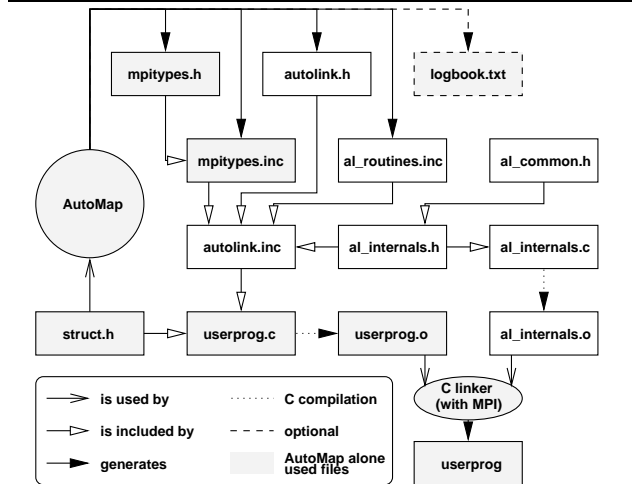 mpitypes.h
autolink.h
logbook.txt
mpitypes.inc
al_routines.inc
al_common.h
AutoMap
autolink.inc
al_internals.h
al_internals.c
struct.h
userprog.c
userprog.o
al_internals.o
is used by
C compilation
C linker
(with MPI)
is included by
optional
generates
AutoMap alone
used files
userprog